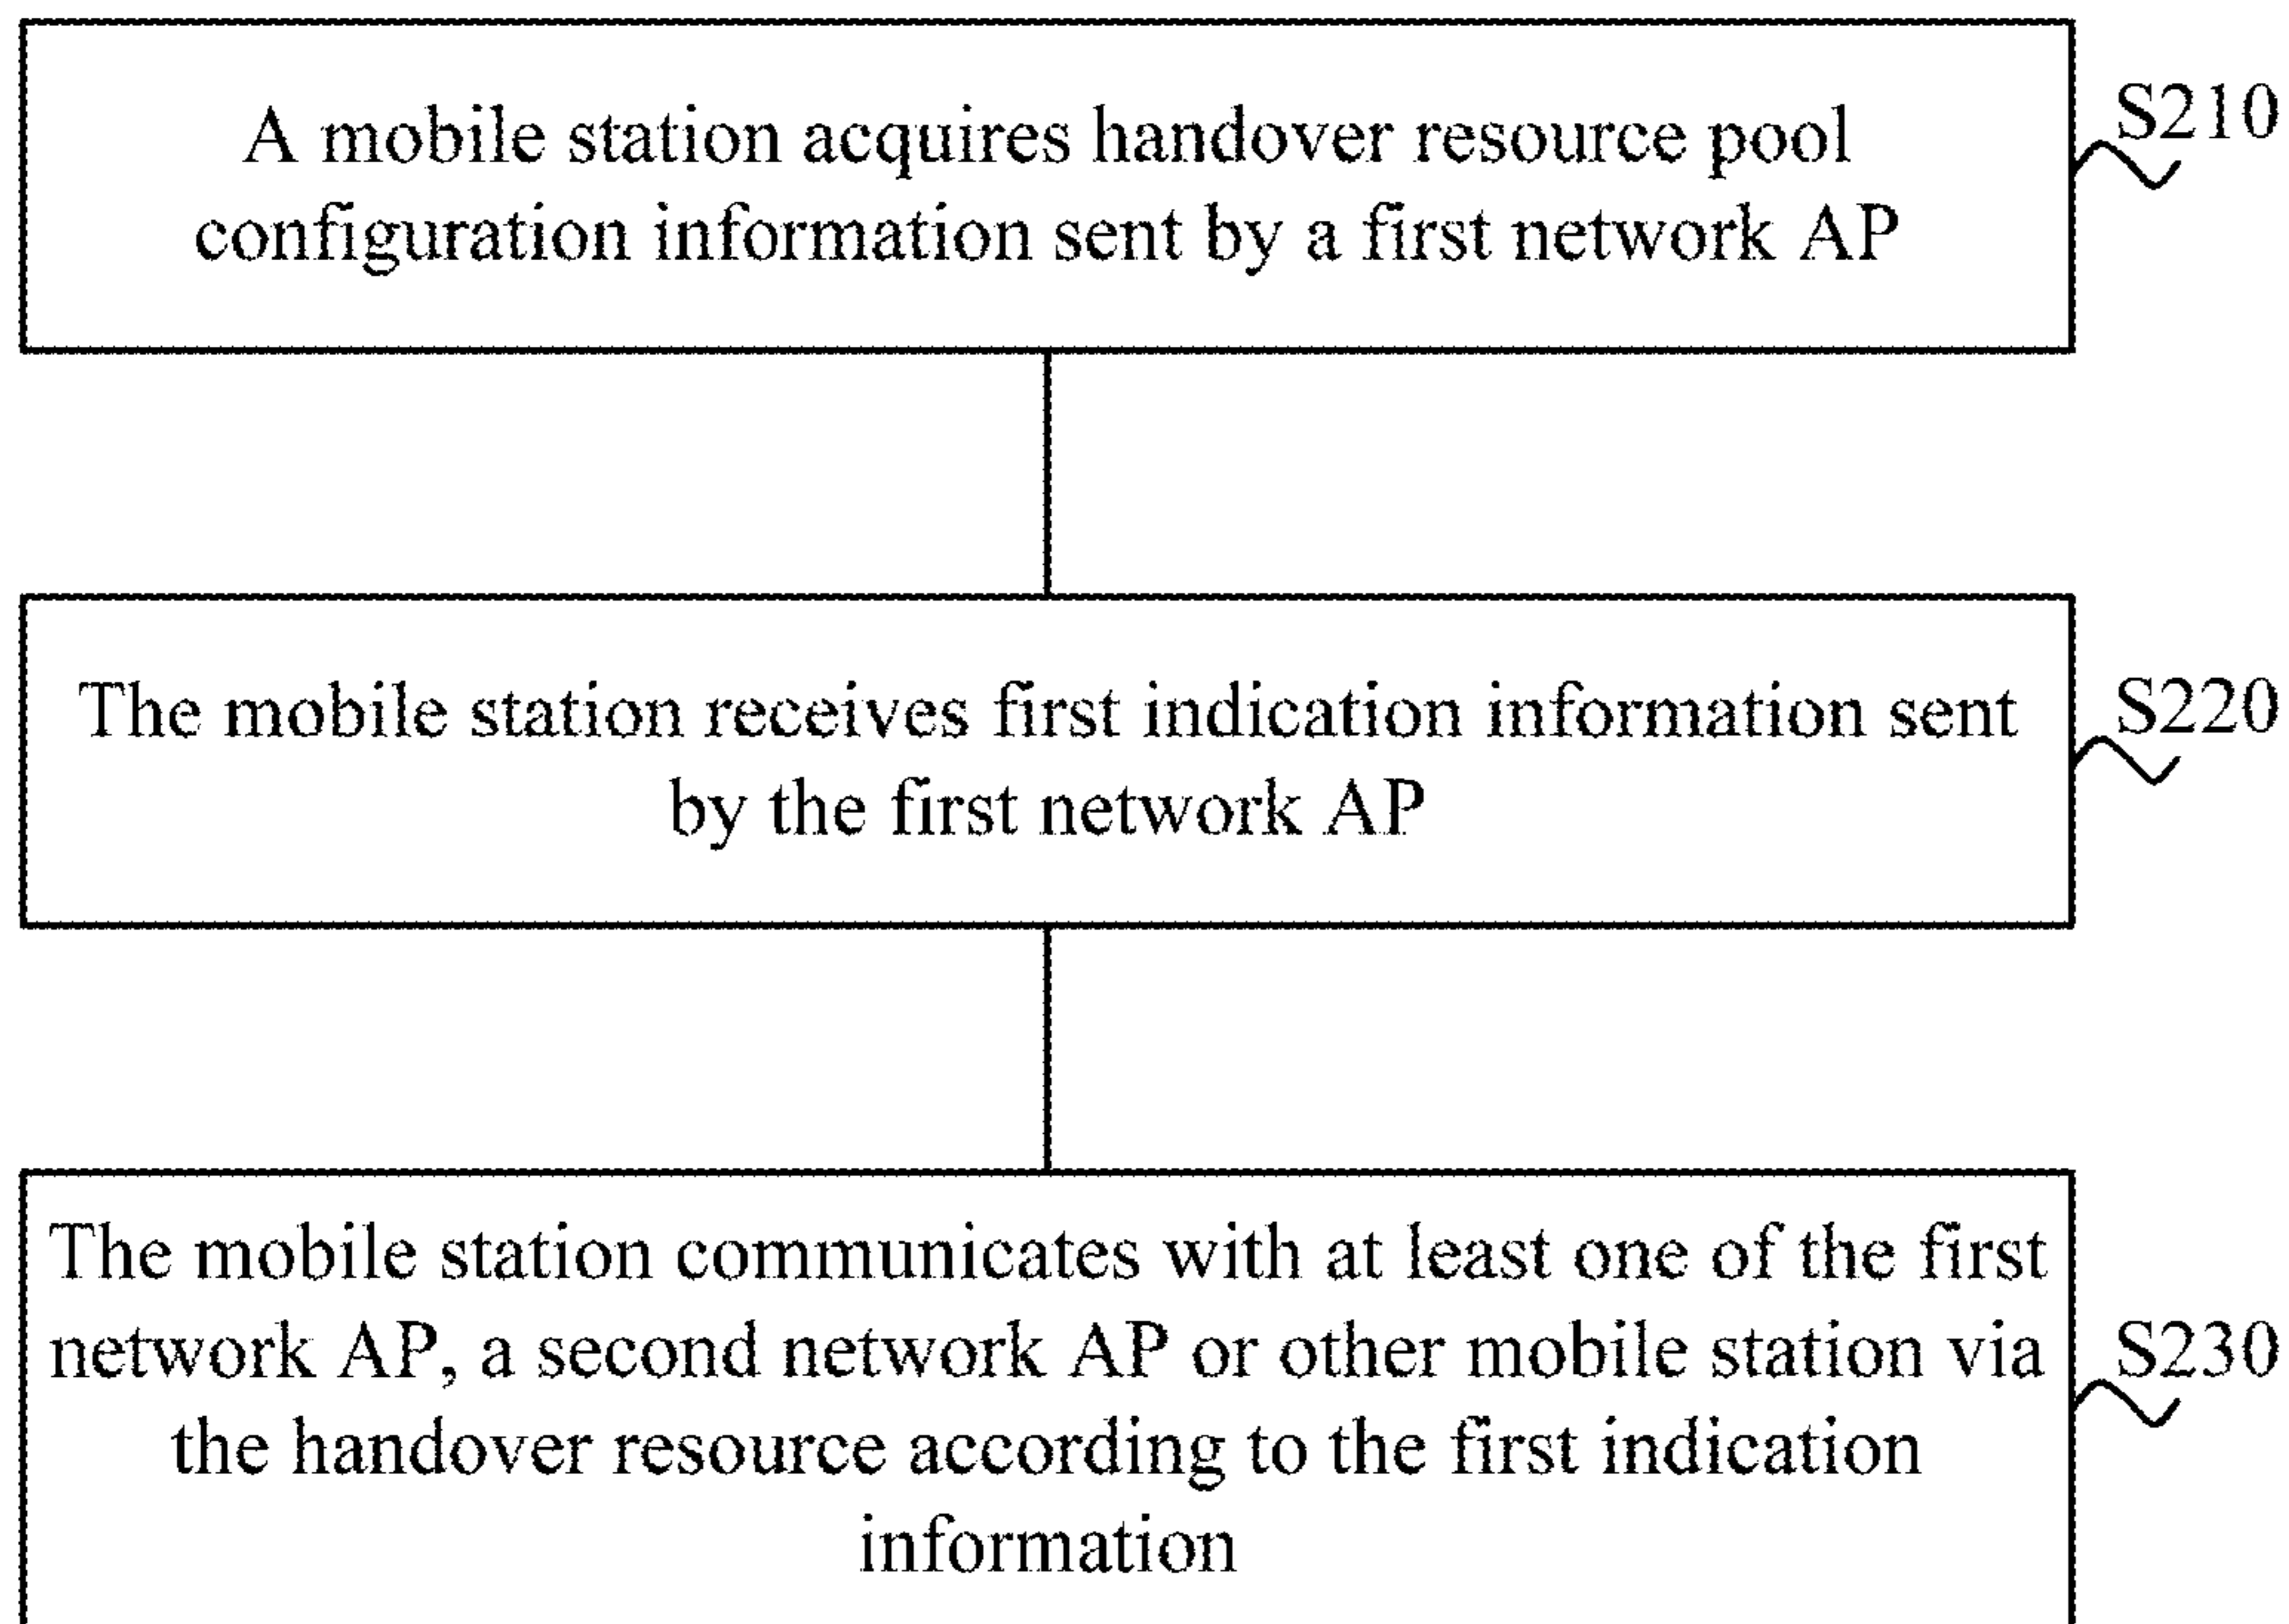 A mobile station acquires handover resource pool
configuration information sent by a first network AP
S210
The mobile station receives first indication information sent
by the first network AP
S220
The mobile station communicates with at least one of the first
network AP, a second network AP or other mobile station via
the handover resource according to the first indication
information
S230